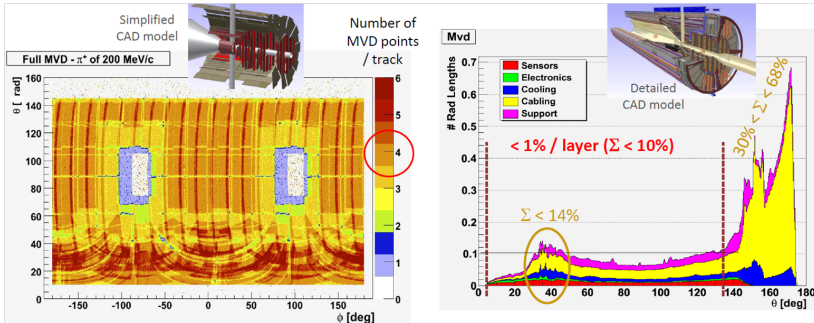 Simplified
CAD model
Number of
MVD points
/ track
Full MVD - π⁺ of 200 MeV/c
θ [ rad]
160
140
120
100
80
60
40
20
0
-150 -100 -50 0 50 100 150
ϕ [deg]
6
5
4
3
2
1
0
Mvd
Detailed
CAD model
# Rad Lengths
0.7
0.6
0.5
0.4
0.3
0.2
0.1
0
Sensors
Electronics
Cooling
Cabling
Support
< 1% / layer (Σ < 10%)
Σ < 14%
30% < Σ < 68%
0 20 40 60 80 100 120 140 160 180
θ [deg]